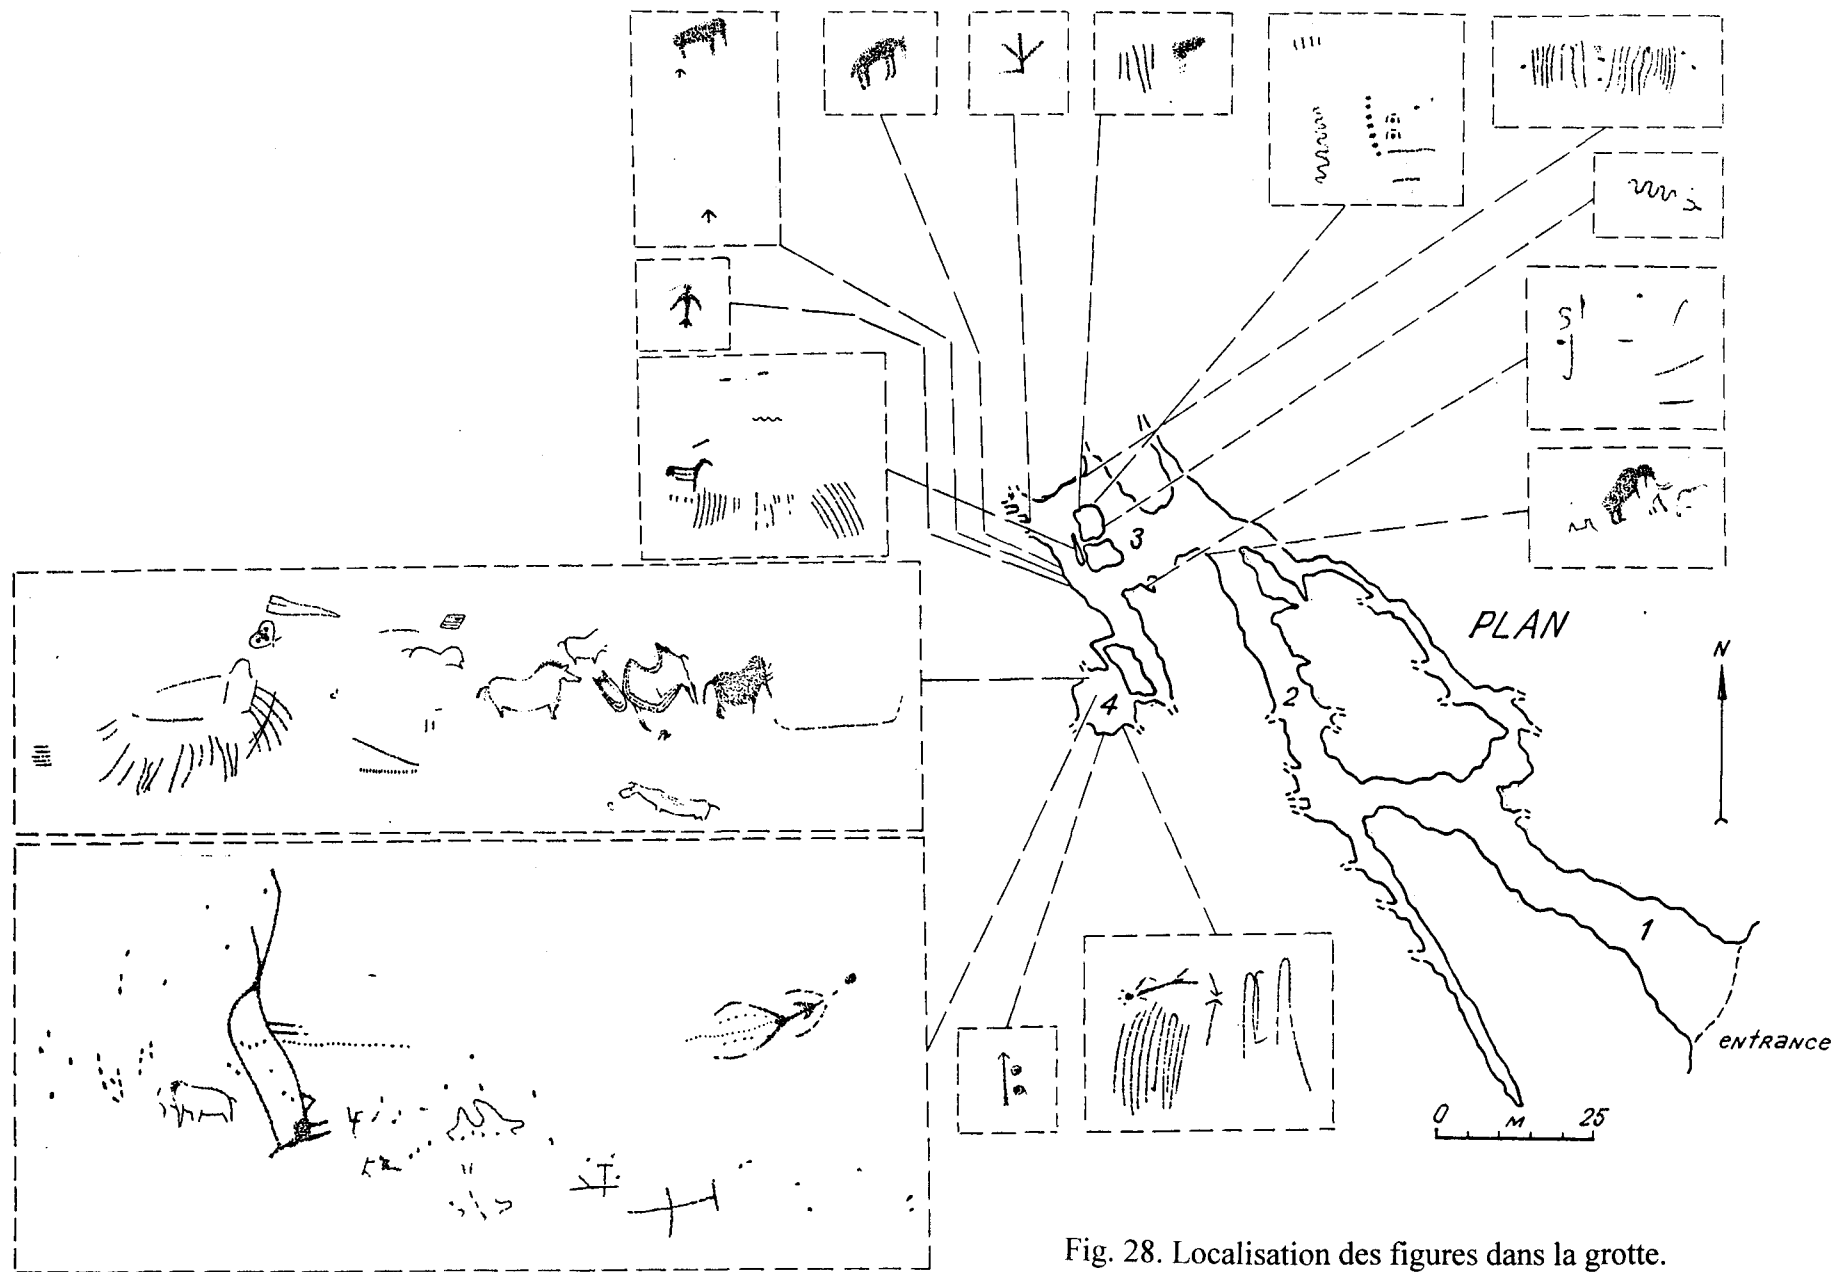 3
PLAN
N
4
2
1
ENTRANCE
0 M 25
Fig. 28. Localisation des figures dans la grotte.